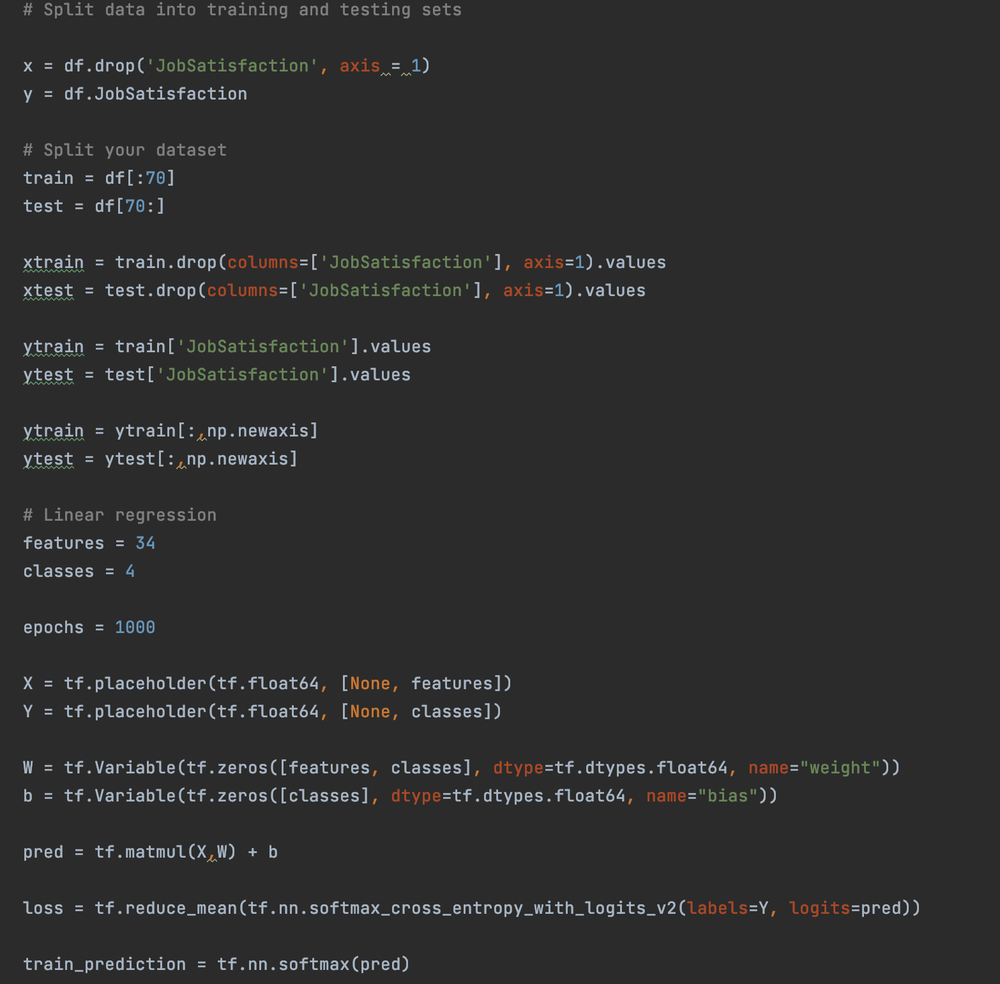 # Split data into training and testing sets
x = df.drop('JobSatisfaction', axis = 1)
y = df.JobSatisfaction
# Split your dataset
train = df[:70]
test = df[70:]
xtrain = train.drop(columns=['JobSatisfaction'], axis=1).values
xtest = test.drop(columns=['JobSatisfaction'], axis=1).values
ytrain = train['JobSatisfaction'].values
ytest = test['JobSatisfaction'].values
ytrain = ytrain[:,np.newaxis]
ytest = ytest[:,np.newaxis]
# Linear regression
features = 34
classes = 4
epochs = 1000
X = tf.placeholder(tf.float64, [None, features])
Y = tf.placeholder(tf.float64, [None, classes])
W = tf.Variable(tf.zeros([features, classes], dtype=tf.dtypes.float64, name="weight"))
b = tf.Variable(tf.zeros([classes], dtype=tf.dtypes.float64, name="bias"))
pred = tf.matmul(X,W) + b
loss = tf.reduce_mean(tf.nn.softmax_cross_entropy_with_logits_v2(labels=Y, logits=pred))
train_prediction = tf.nn.softmax(pred)